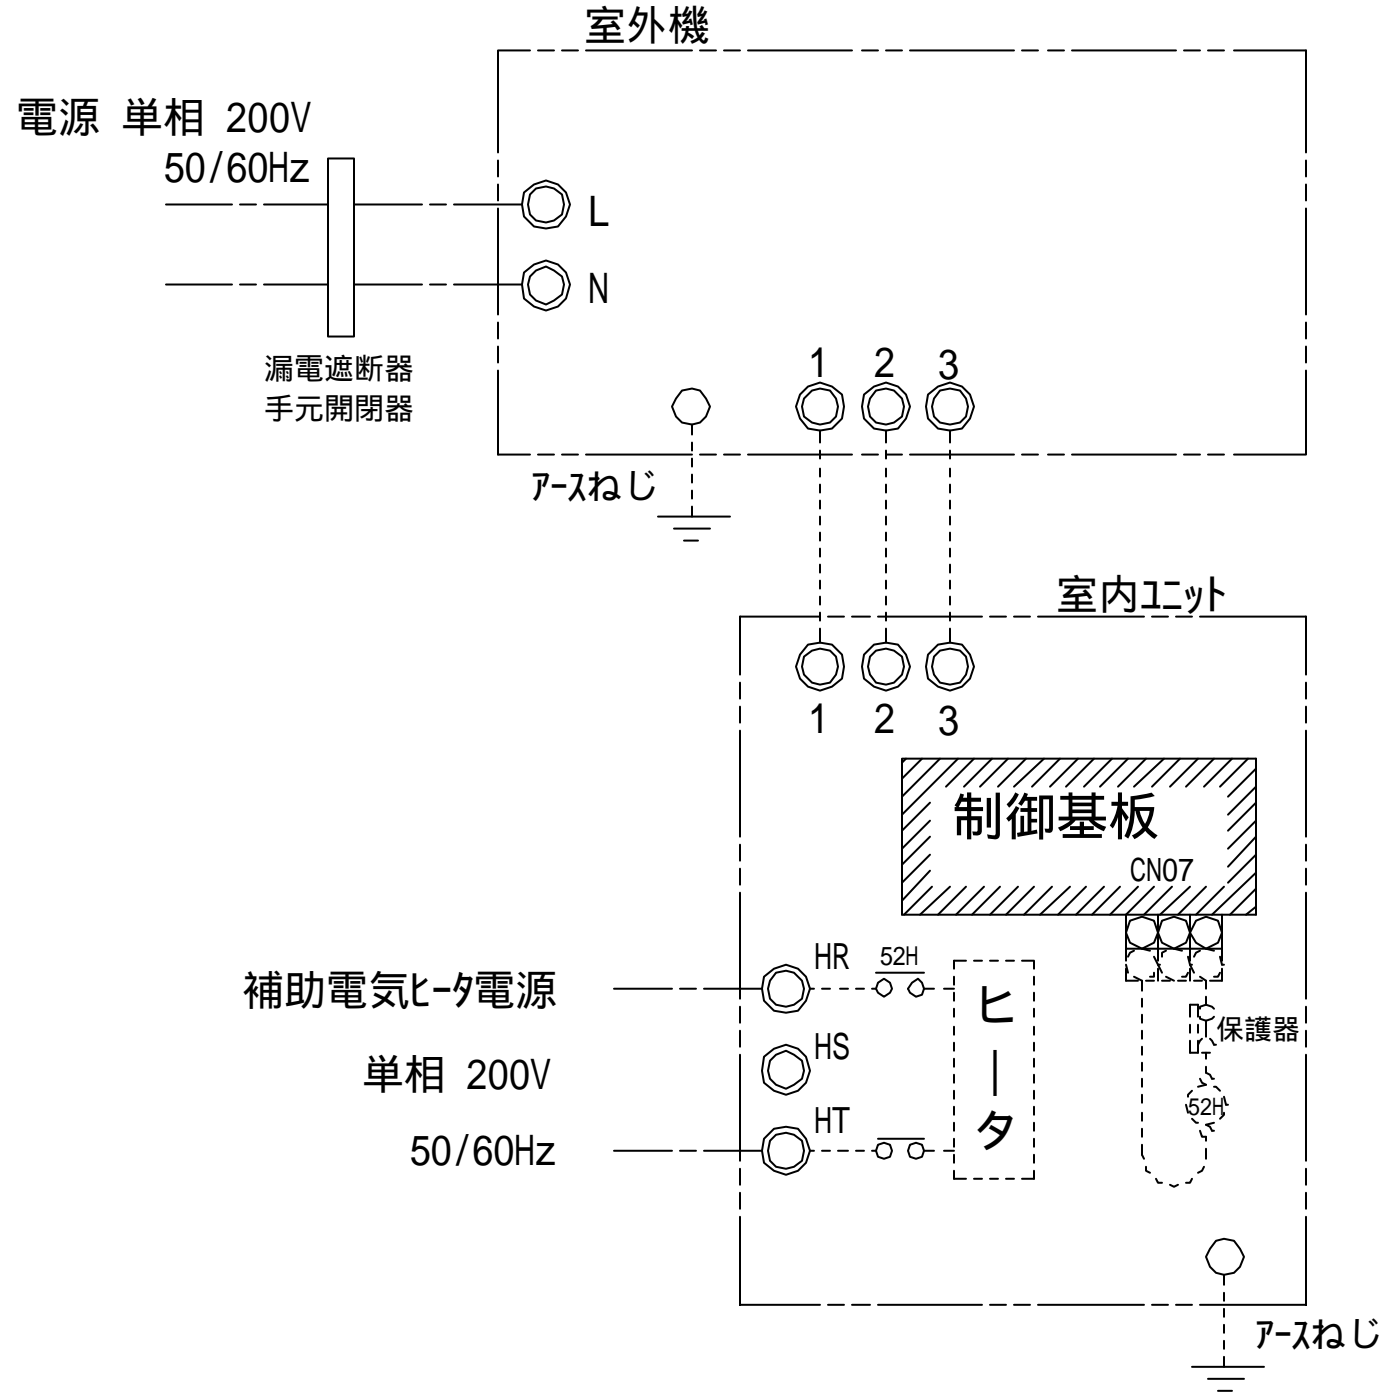 室外機
電源 単相 200V
50/60Hz
L
N
漏電遮断器
手元開閉器
1 2 3
ｱｰｽねじ
室内ﾕﾆｯﾄ
1 2 3
制御基板
CN07
HR
52H
補助電気ﾋｰﾀ電源
ヒータ
保護器
HS
単相 200V
52H
HT
50/60Hz
ｱｰｽねじ